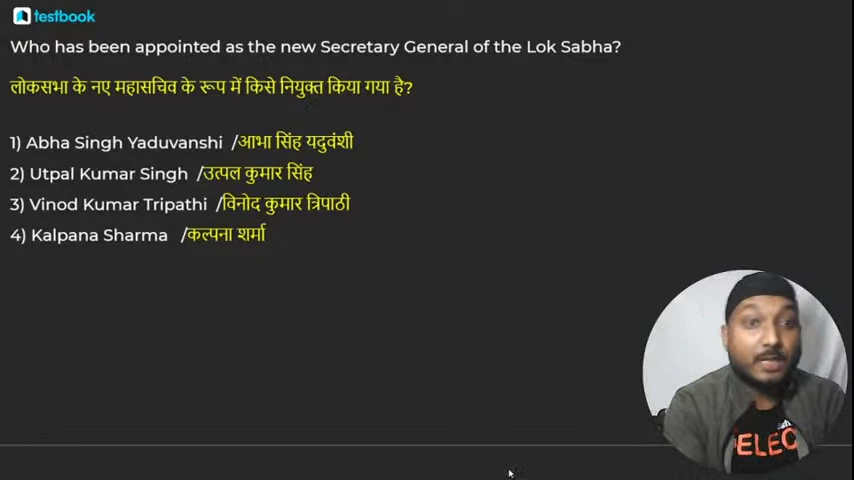 testbook
Who has been appointed as the new Secretary General of the Lok Sabha?
लोकसभा के नए महासचिव के रूप में किसे नियुक्त किया गया है?
1) Abha Singh Yaduvanshi /आभा सिंह यदुवंशी
2) Utpal Kumar Singh /उत्पल कुमार सिंह
3) Vinod Kumar Tripathi /विनोद कुमार त्रिपाठी
4) Kalpana Sharma /कल्पना शर्मा